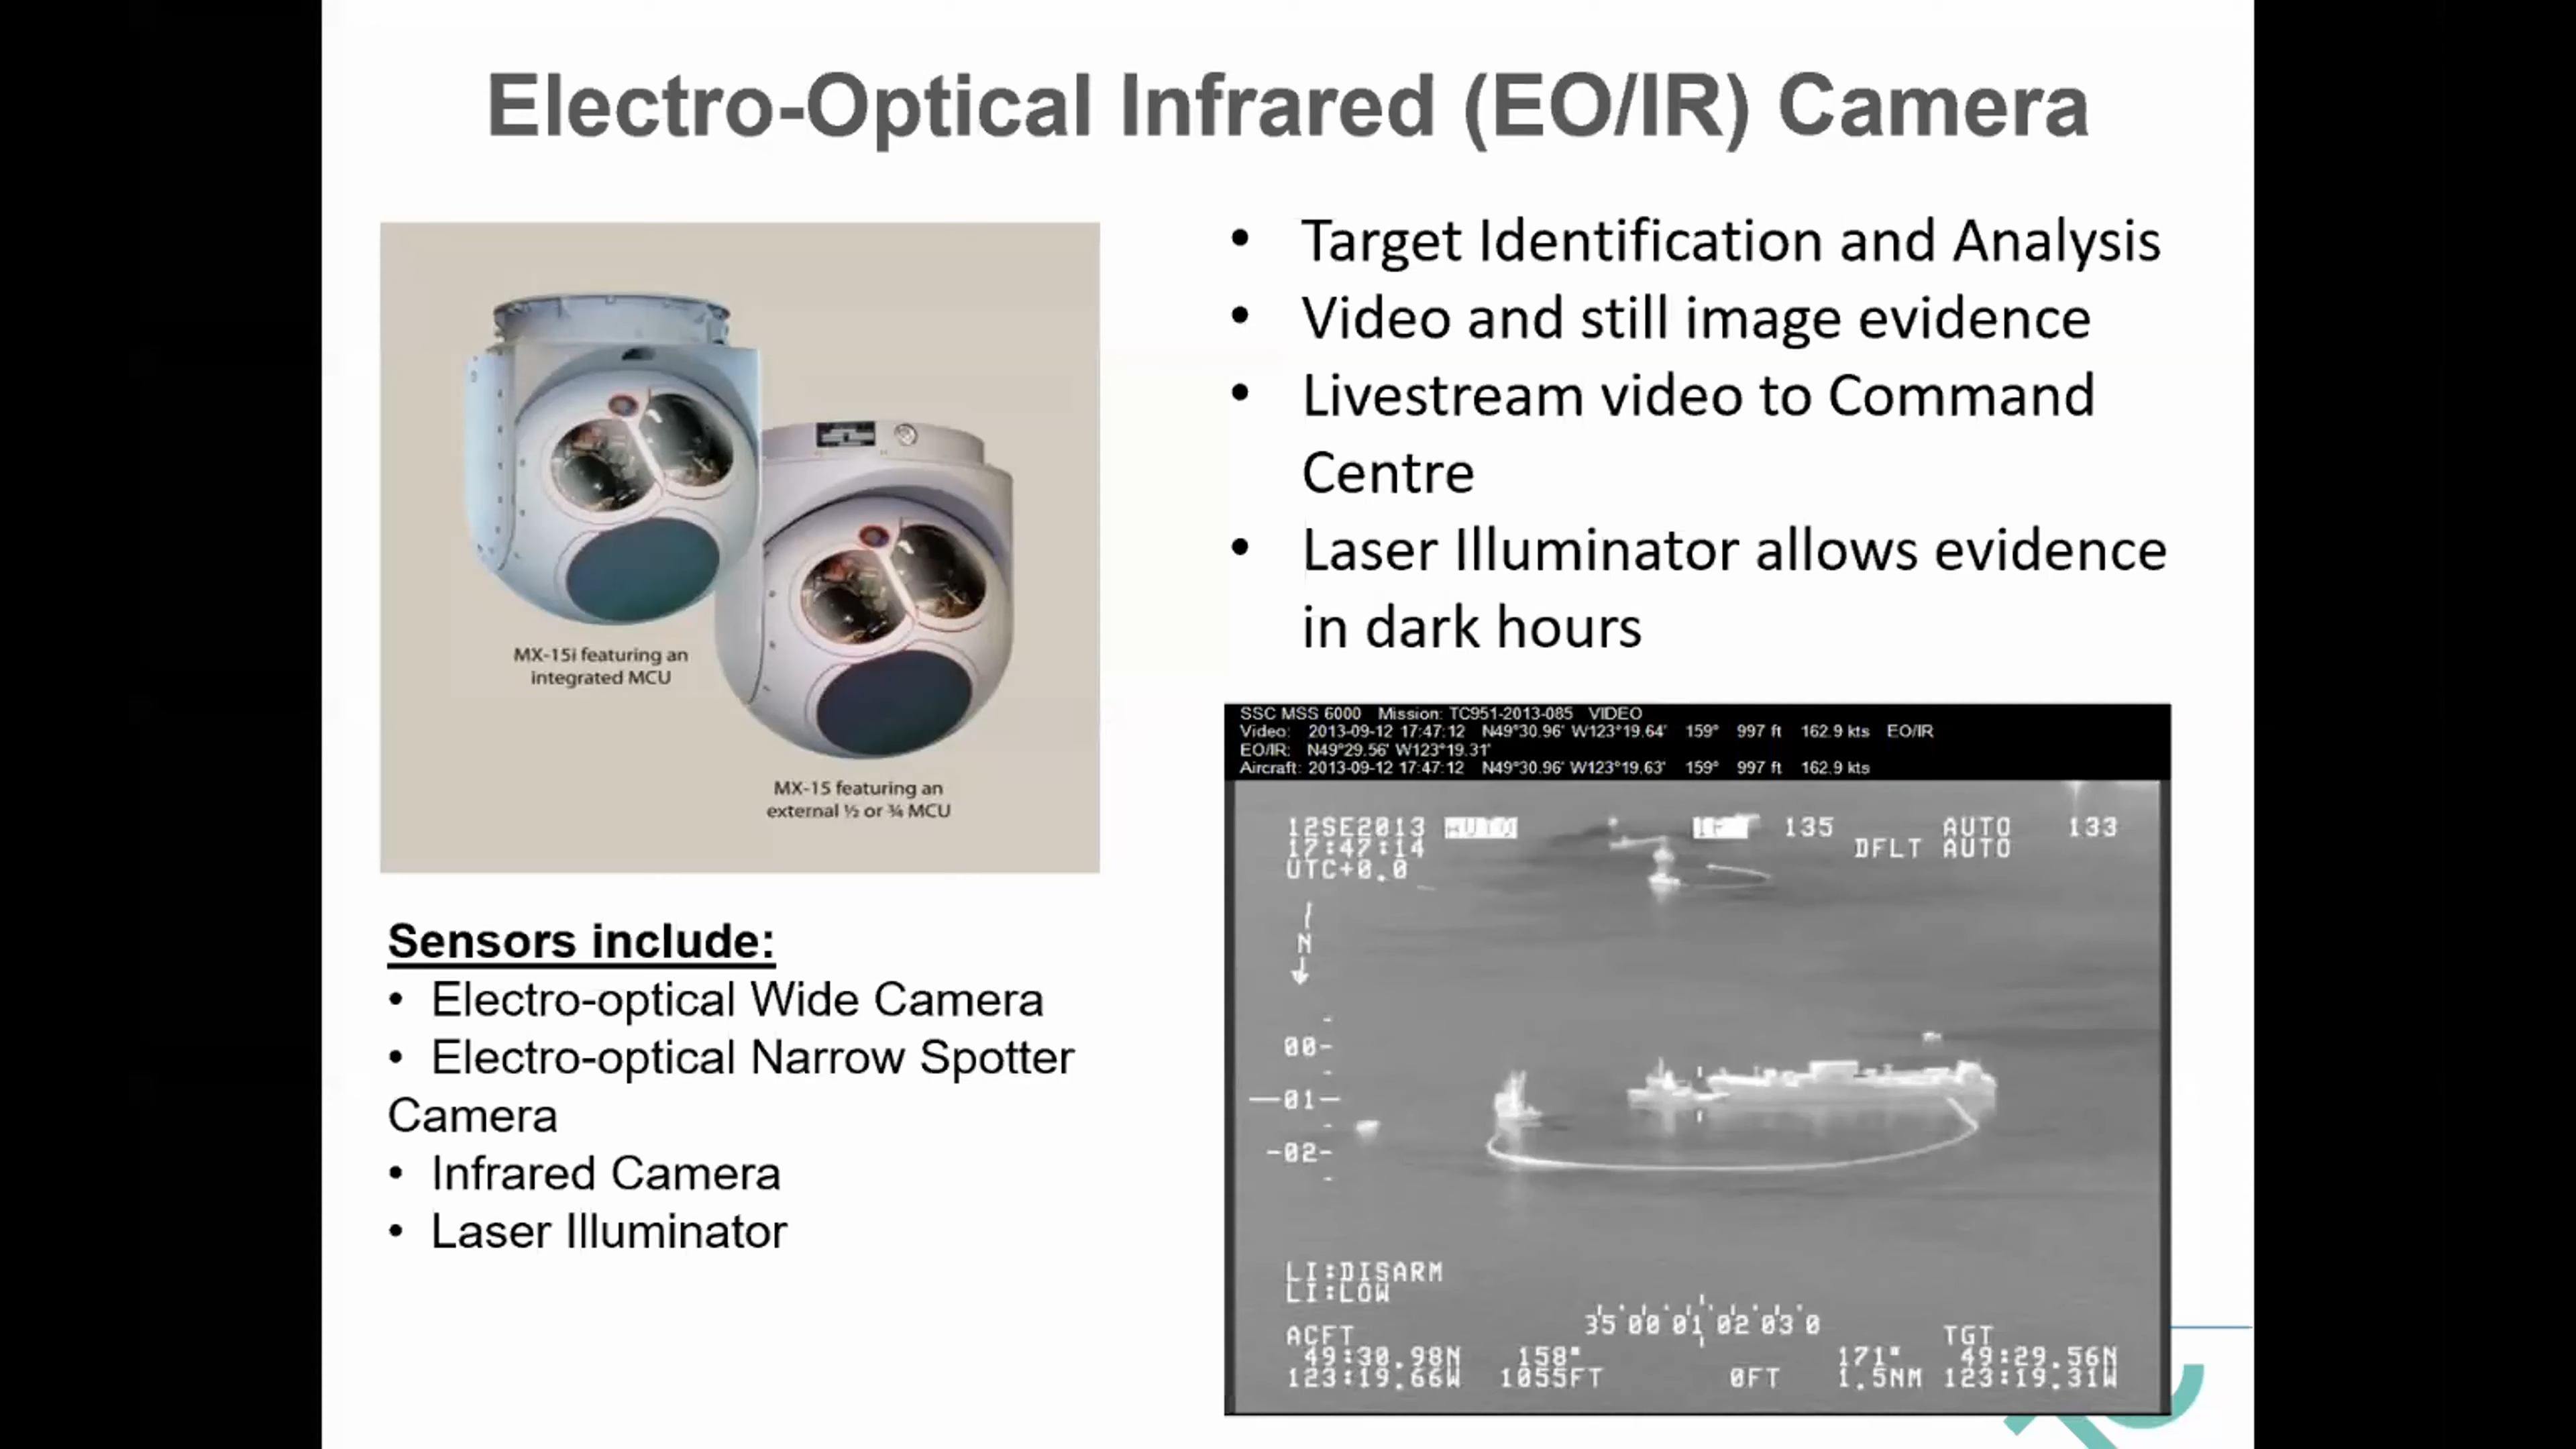 Electro-Optical Infrared (EO/IR) Camera
MX-15i featuring an
integrated MCU
MX-15 featuring an
external ½ or ¾ MCU
Sensors include:
• Electro-optical Wide Camera
• Electro-optical Narrow Spotter
Camera
• Infrared Camera
• Laser Illuminator
• Target Identification and Analysis
• Video and still image evidence
• Livestream video to Command
Centre
• Laser Illuminator allows evidence
in dark hours
SSC MSS 6000 Mission: TC951-2013-085 VIDEO
Video: 2013-09-12 17:47:12 N49°30.96' W123°19.64' 159° 997 ft 162.9 kts EO/IR
EO/IR: N49°29.56' W123°19.31'
Aircraft: 2013-09-12 17:47:12 N49°30.96' W123°19.63' 159° 997 ft 162.9 kts
12SE2013 AUTO 135 AUTO 133
17:47:14 DFLT AUTO
UTC+0.0
N
00-
-01-
-02-
LI:DISARM
LI:LOW
35 00 01 02 03 0
ACFT TGT
49:30.98N 158° 171° 49:29.56N
123:19.66W 1055FT 0FT 1.5NM 123:19.31W